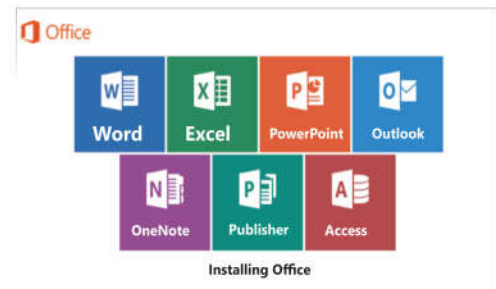 Office
Word Excel PowerPoint Outlook
OneNote Publisher Access
Installing Office